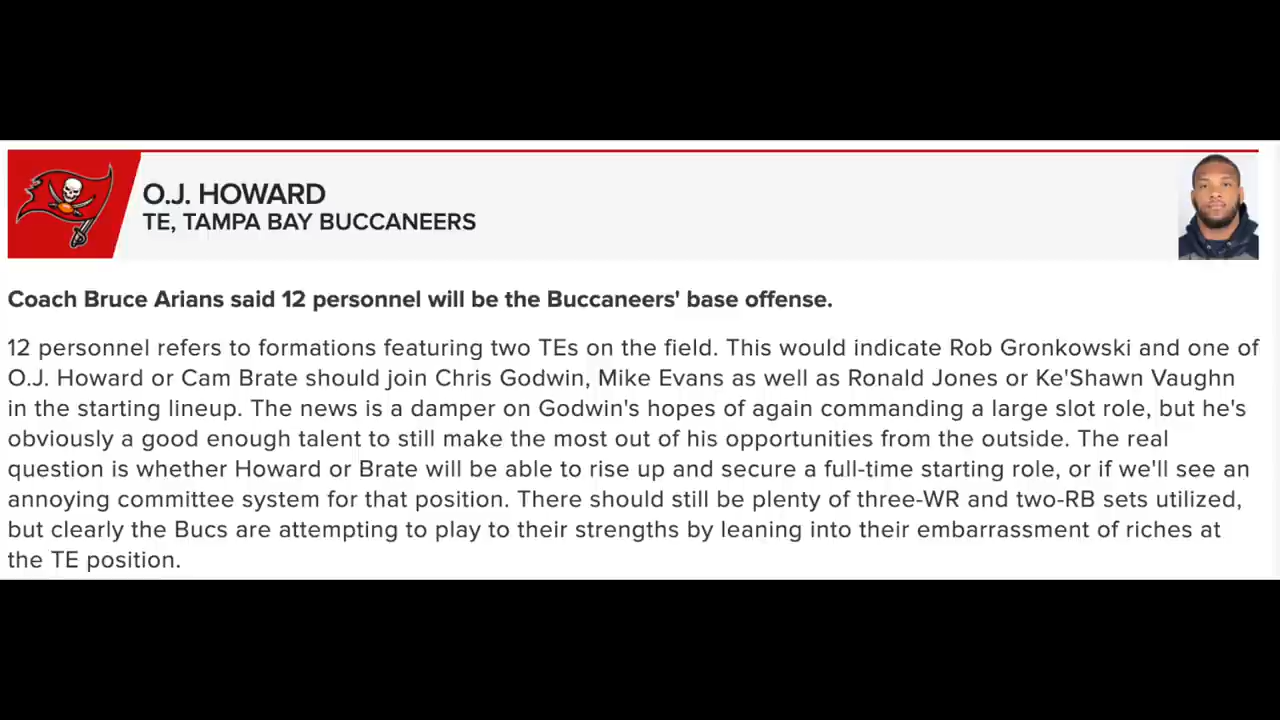 O.J. HOWARD
TE, TAMPA BAY BUCCANEERS
Coach Bruce Arians said 12 personnel will be the Buccaneers' base offense.
12 personnel refers to formations featuring two TEs on the field. This would indicate Rob Gronkowski and one of
O.J. Howard or Cam Brate should join Chris Godwin, Mike Evans as well as Ronald Jones or Ke'Shawn Vaughn
in the starting lineup. The news is a damper on Godwin's hopes of again commanding a large slot role, but he's
obviously a good enough talent to still make the most out of his opportunities from the outside. The real
question is whether Howard or Brate will be able to rise up and secure a full-time starting role, or if we'll see an
annoying committee system for that position. There should still be plenty of three-WR and two-RB sets utilized,
but clearly the Bucs are attempting to play to their strengths by leaning into their embarrassment of riches at
the TE position.